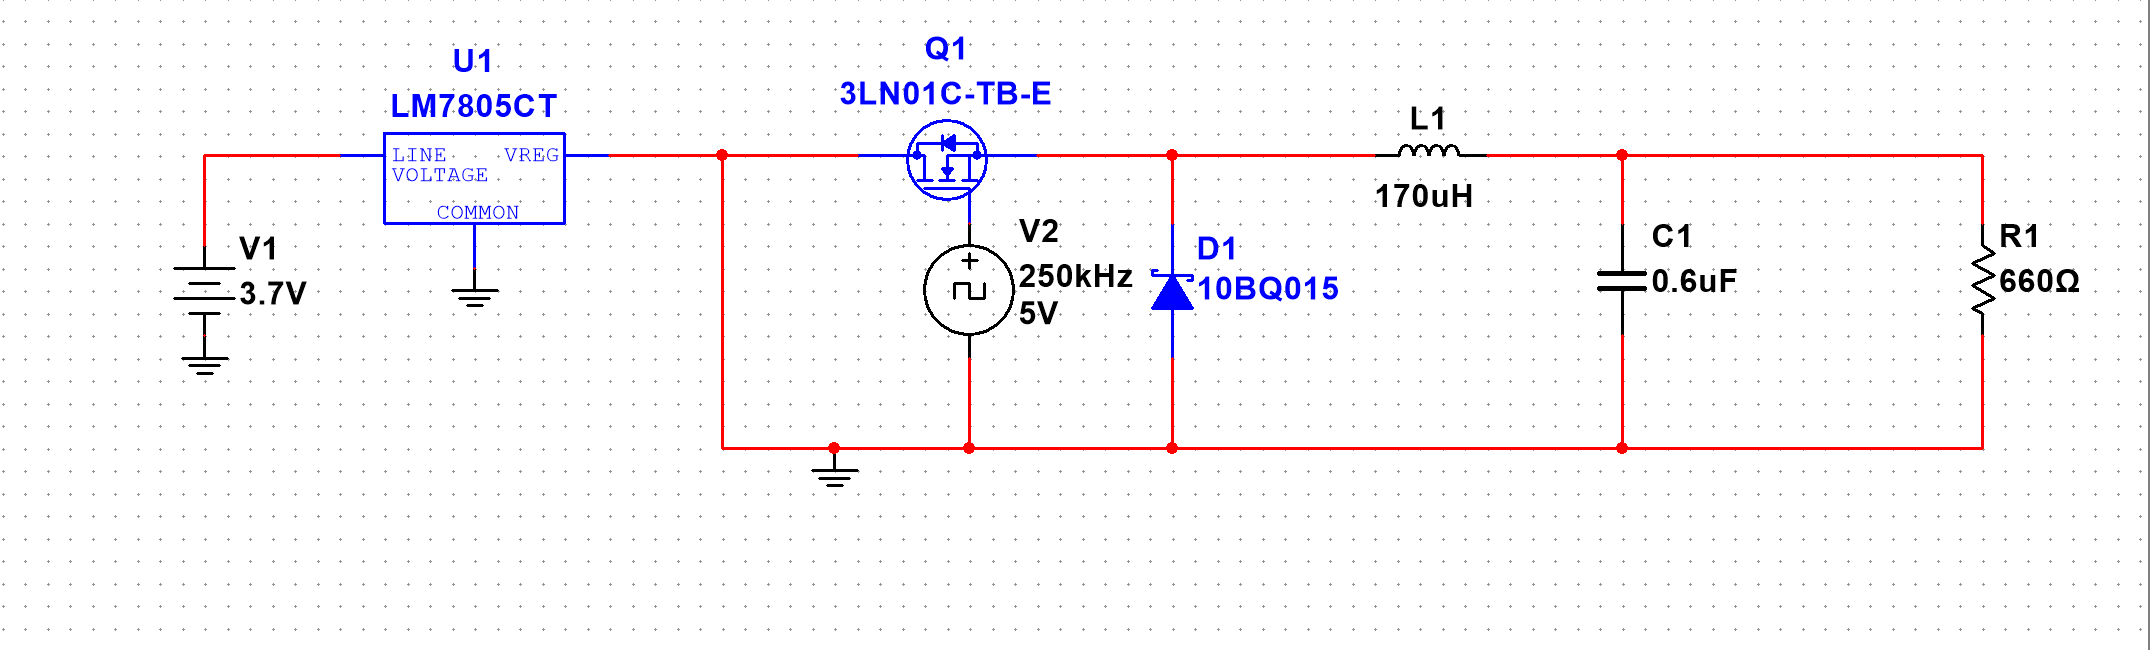 U1
LM7805CT
LINE
VOLTAGE
VREG
COMMON
V1
3.7V
Q1
3LN01C-TB-E
V2
250kHz
5V
D1
10BQ015
L1
170uH
C1
0.6uF
R1
660Ω